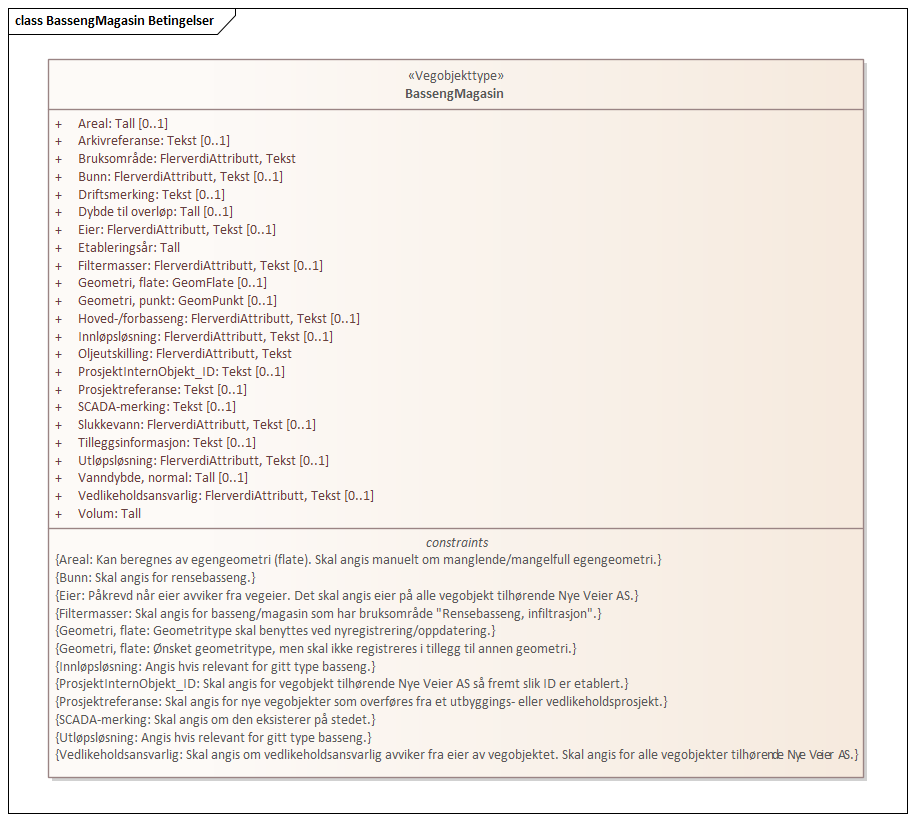 class BassengMagasin Betingelser
«Vegobjekttype»
BassengMagasin
+ Areal: Tall [0..1]
+ Arkivreferanse: Tekst [0..1]
+ Bruksområde: FlerverdiAttributt, Tekst
+ Bunn: FlerverdiAttributt, Tekst [0..1]
+ Driftsmerking: Tekst [0..1]
+ Dybde til overløp: Tall [0..1]
+ Eier: FlerverdiAttributt, Tekst [0..1]
+ Etableringsår: Tall
+ Filtermasser: FlerverdiAttributt, Tekst [0..1]
+ Geometri, flate: GeomFlate [0..1]
+ Geometri, punkt: GeomPunkt [0..1]
+ Hoved-/forbasseng: FlerverdiAttributt, Tekst [0..1]
+ Innløpsløsning: FlerverdiAttributt, Tekst [0..1]
+ Oljeutskilling: FlerverdiAttributt, Tekst
+ ProsjektInternObjekt_ID: Tekst [0..1]
+ Prosjektreferanse: Tekst [0..1]
+ SCADA-merking: Tekst [0..1]
+ Slukkevann: FlerverdiAttributt, Tekst [0..1]
+ Tilleggsinformasjon: Tekst [0..1]
+ Utløpsløsning: FlerverdiAttributt, Tekst [0..1]
+ Vanndybde, normal: Tall [0..1]
+ Vedlikeholdsansvarlig: FlerverdiAttributt, Tekst [0..1]
+ Volum: Tall
constraints
{Areal: Kan beregnes av egengeometri (flate). Skal angis manuelt om manglende/mangelfull egengeometri.}
{Bunn: Skal angis for rensebasseng.}
{Eier: Påkrevd når eier avviker fra vegeier. Det skal angis eier på alle vegobjekt tilhørende Nye Veier AS.}
{Filtermasser: Skal angis for basseng/magasin som har bruksområde "Rensebasseng, infiltrasjon".}
{Geometri, flate: Geometritype skal benyttes ved nyregistrering/oppdatering.}
{Geometri, flate: Ønsket geometritype, men skal ikke registreres i tillegg til annen geometri.}
{Innløpsløsning: Angis hvis relevant for gitt type basseng.}
{ProsjektInternObjekt_ID: Skal angis for vegobjekt tilhørende Nye Veier AS så fremt slik ID er etablert.}
{Prosjektreferanse: Skal angis for nye vegobjekter som overføres fra et utbyggings- eller vedlikeholdsprosjekt.}
{SCADA-merking: Skal angis om den eksisterer på stedet.}
{Utløpsløsning: Angis hvis relevant for gitt type basseng.}
{Vedlikeholdsansvarlig: Skal angis om vedlikeholdsansvarlig avviker fra eier av vegobjektet. Skal angis for alle vegobjekter tilhørende Nye Veier AS.}